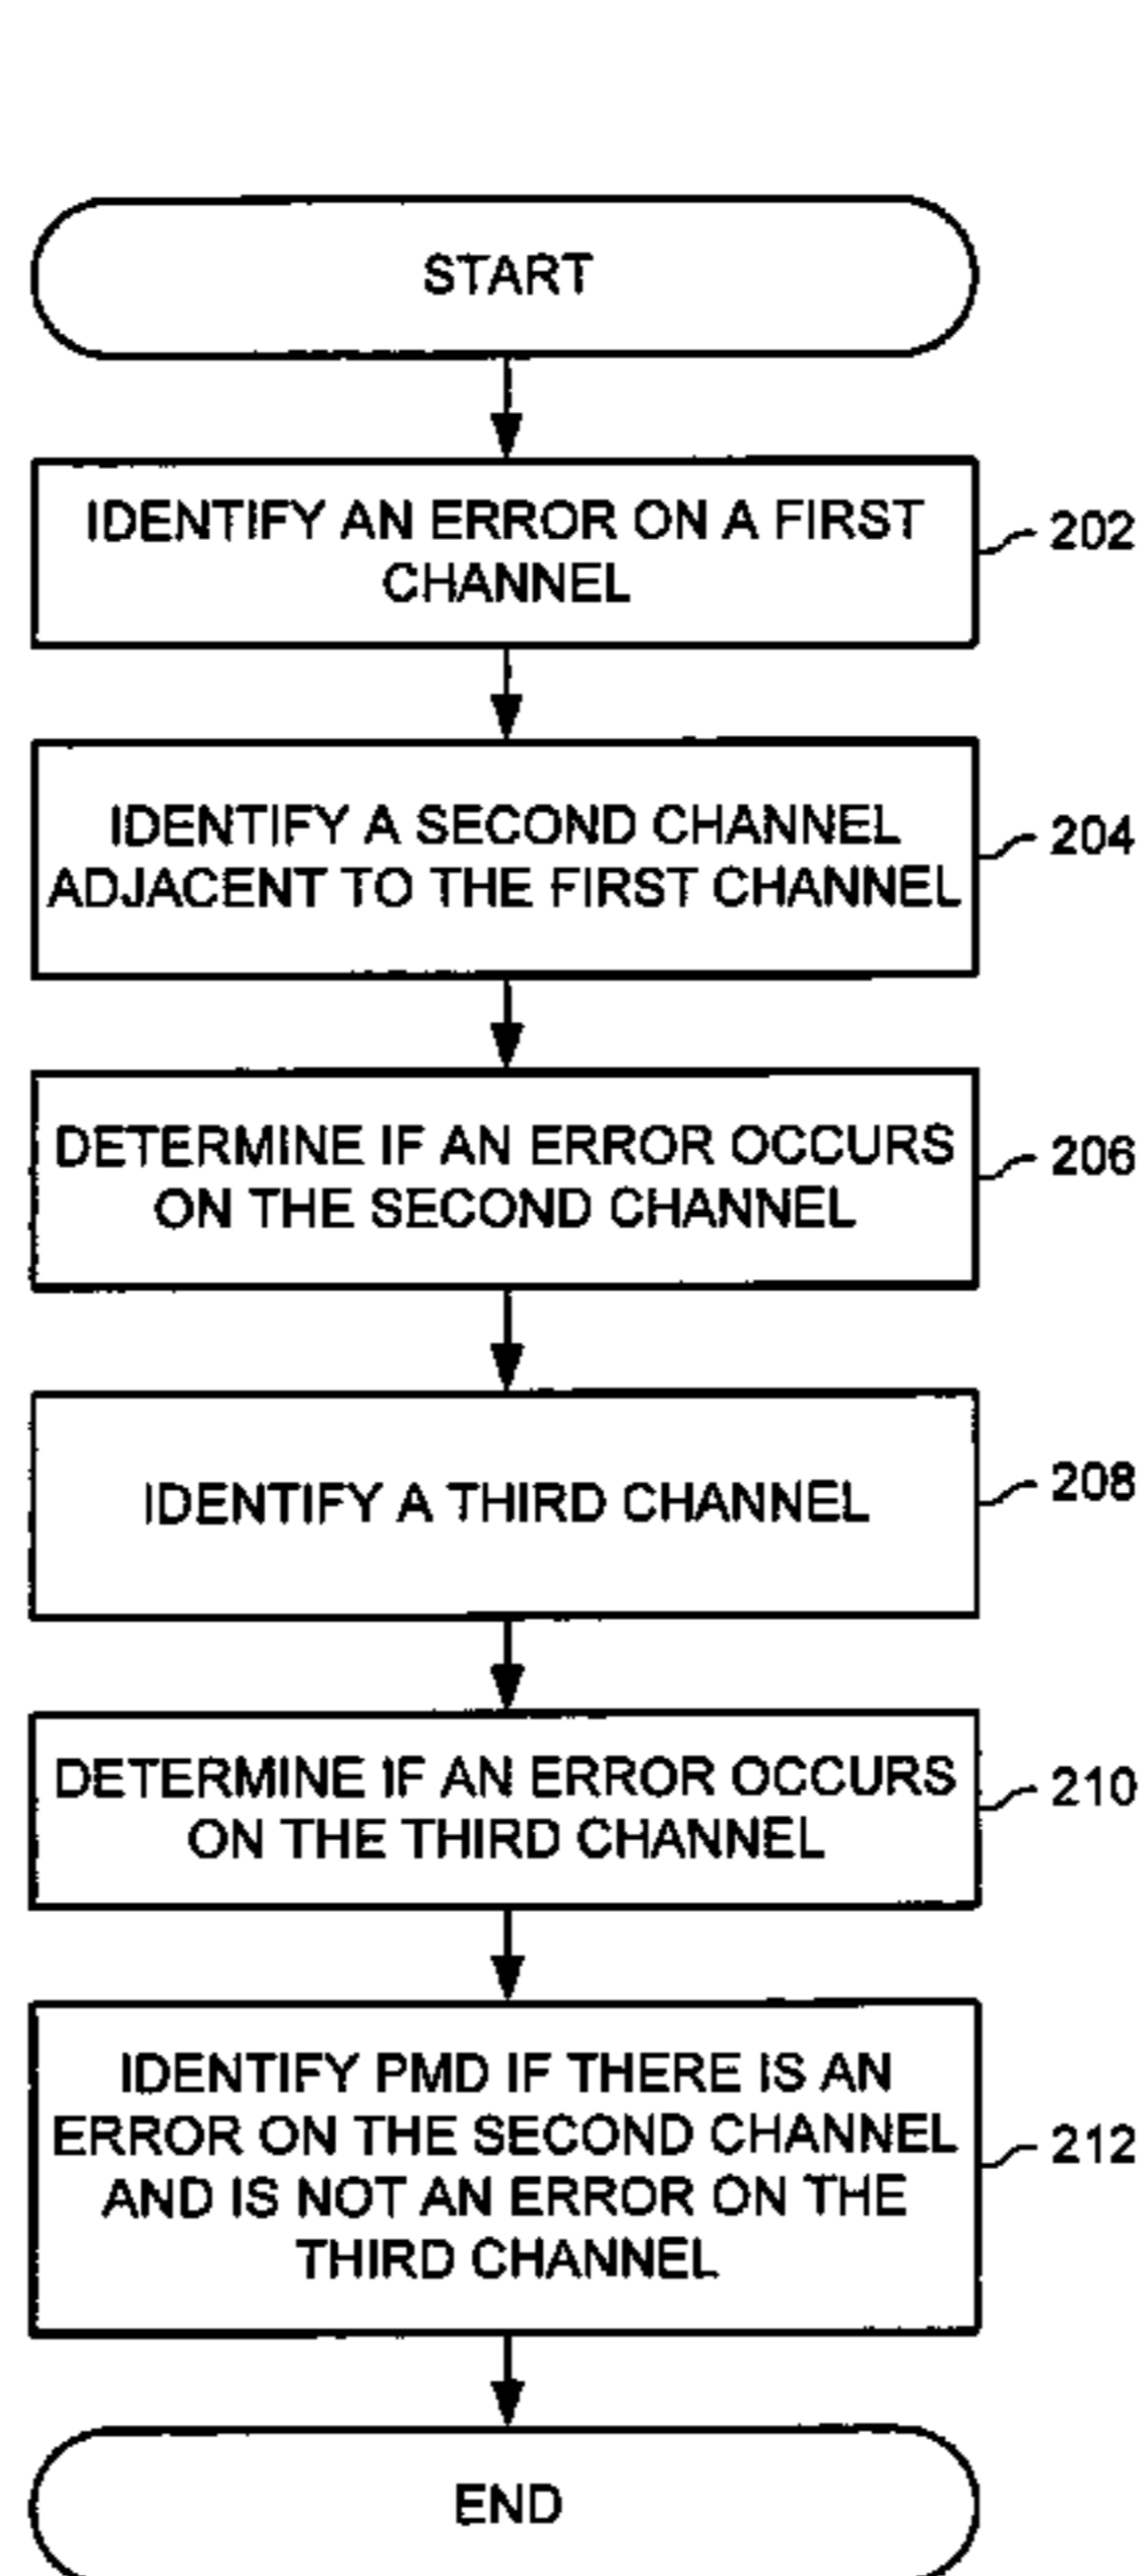 START
IDENTIFY AN ERROR ON A FIRST
CHANNEL
202
IDENTIFY A SECOND CHANNEL
ADJACENT TO THE FIRST CHANNEL
204
DETERMINE IF AN ERROR OCCURS
ON THE SECOND CHANNEL
206
IDENTIFY A THIRD CHANNEL
208
DETERMINE IF AN ERROR OCCURS
ON THE THIRD CHANNEL
210
IDENTIFY PMD IF THERE IS AN
ERROR ON THE SECOND CHANNEL
AND IS NOT AN ERROR ON THE
THIRD CHANNEL
212
END